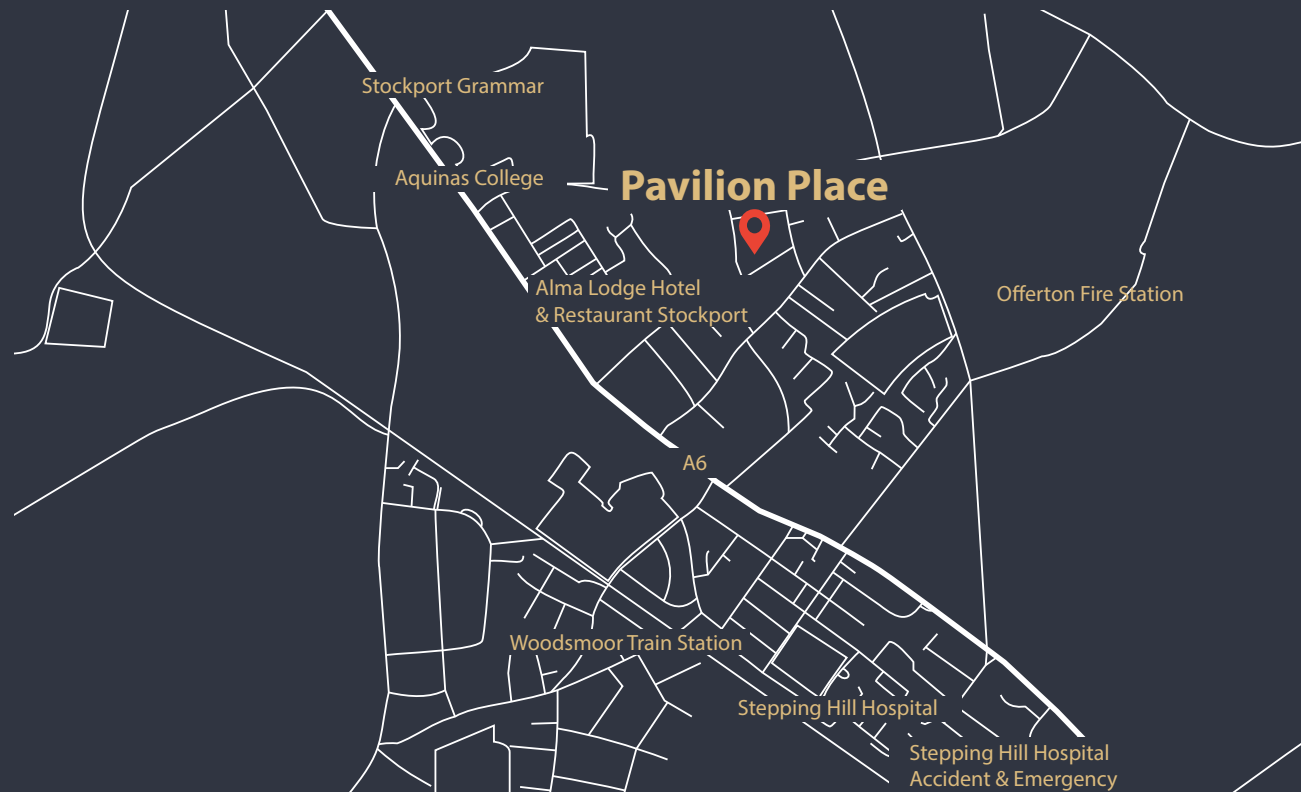 Stockport Grammar
Aquinas College
Pavilion Place
Alma Lodge Hotel
& Restaurant Stockport
Offerton Fire Station
A6
Woodsmoor Train Station
Stepping Hill Hospital
Stepping Hill Hospital
Accident & Emergency